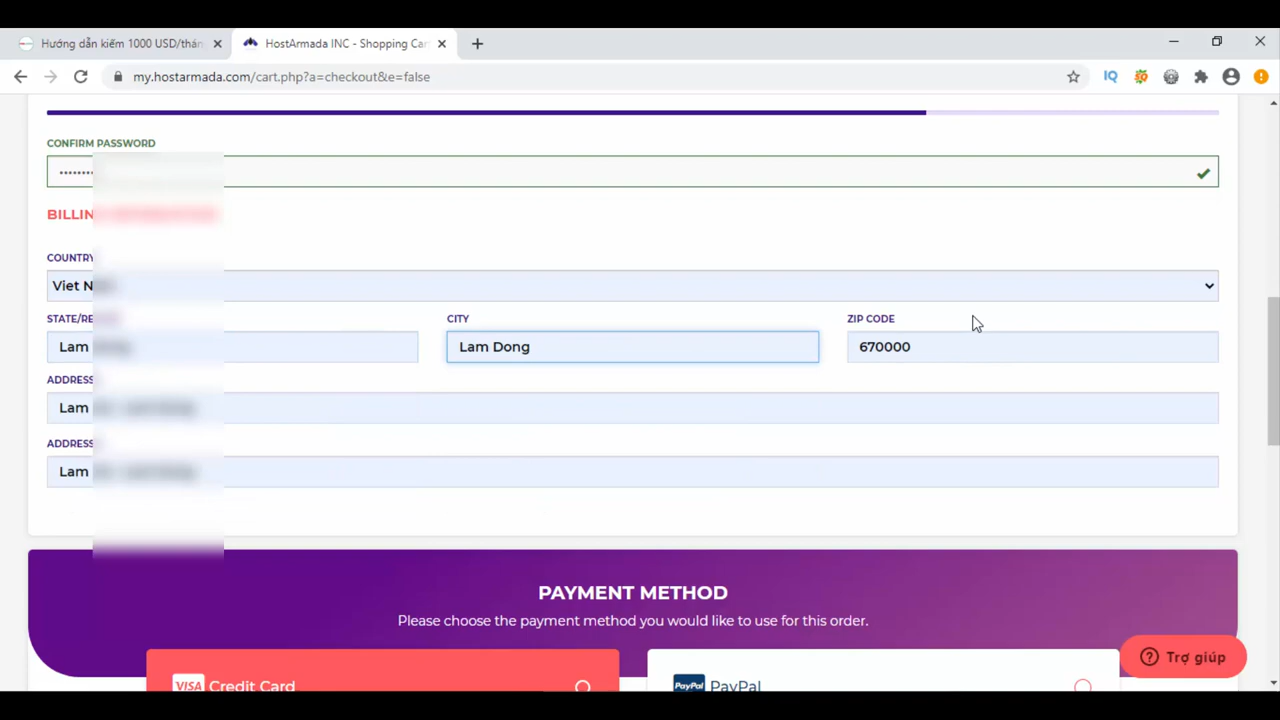 Hướng dẫn kiếm 1000 USD/thán
HostArmada INC - Shopping Car
my.hostarmada.com/cart.php?a=checkout&e=false
IQ
CONFIRM PASSWORD
••••••••
BILLIN
COUNTRY
Viet N
STATE/RE
CITY
ZIP CODE
Lam
Lam Dong
670000
ADDRESS
Lam
ADDRESS
Lam
PAYMENT METHOD
Please choose the payment method you would like to use for this order.
Trợ giúp
VISA Credit Card
PayPal PayPal